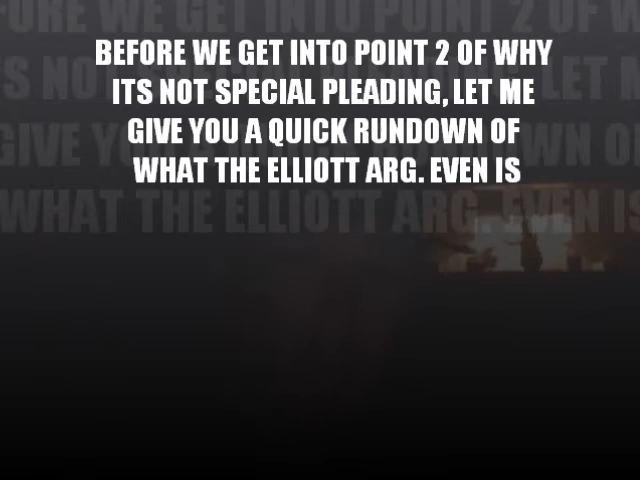 BEFORE WE GET INTO POINT 2 OF WHY
ITS NOT SPECIAL PLEADING, LET ME
GIVE YOU A QUICK RUNDOWN OF
WHAT THE ELLIOTT ARG. EVEN IS